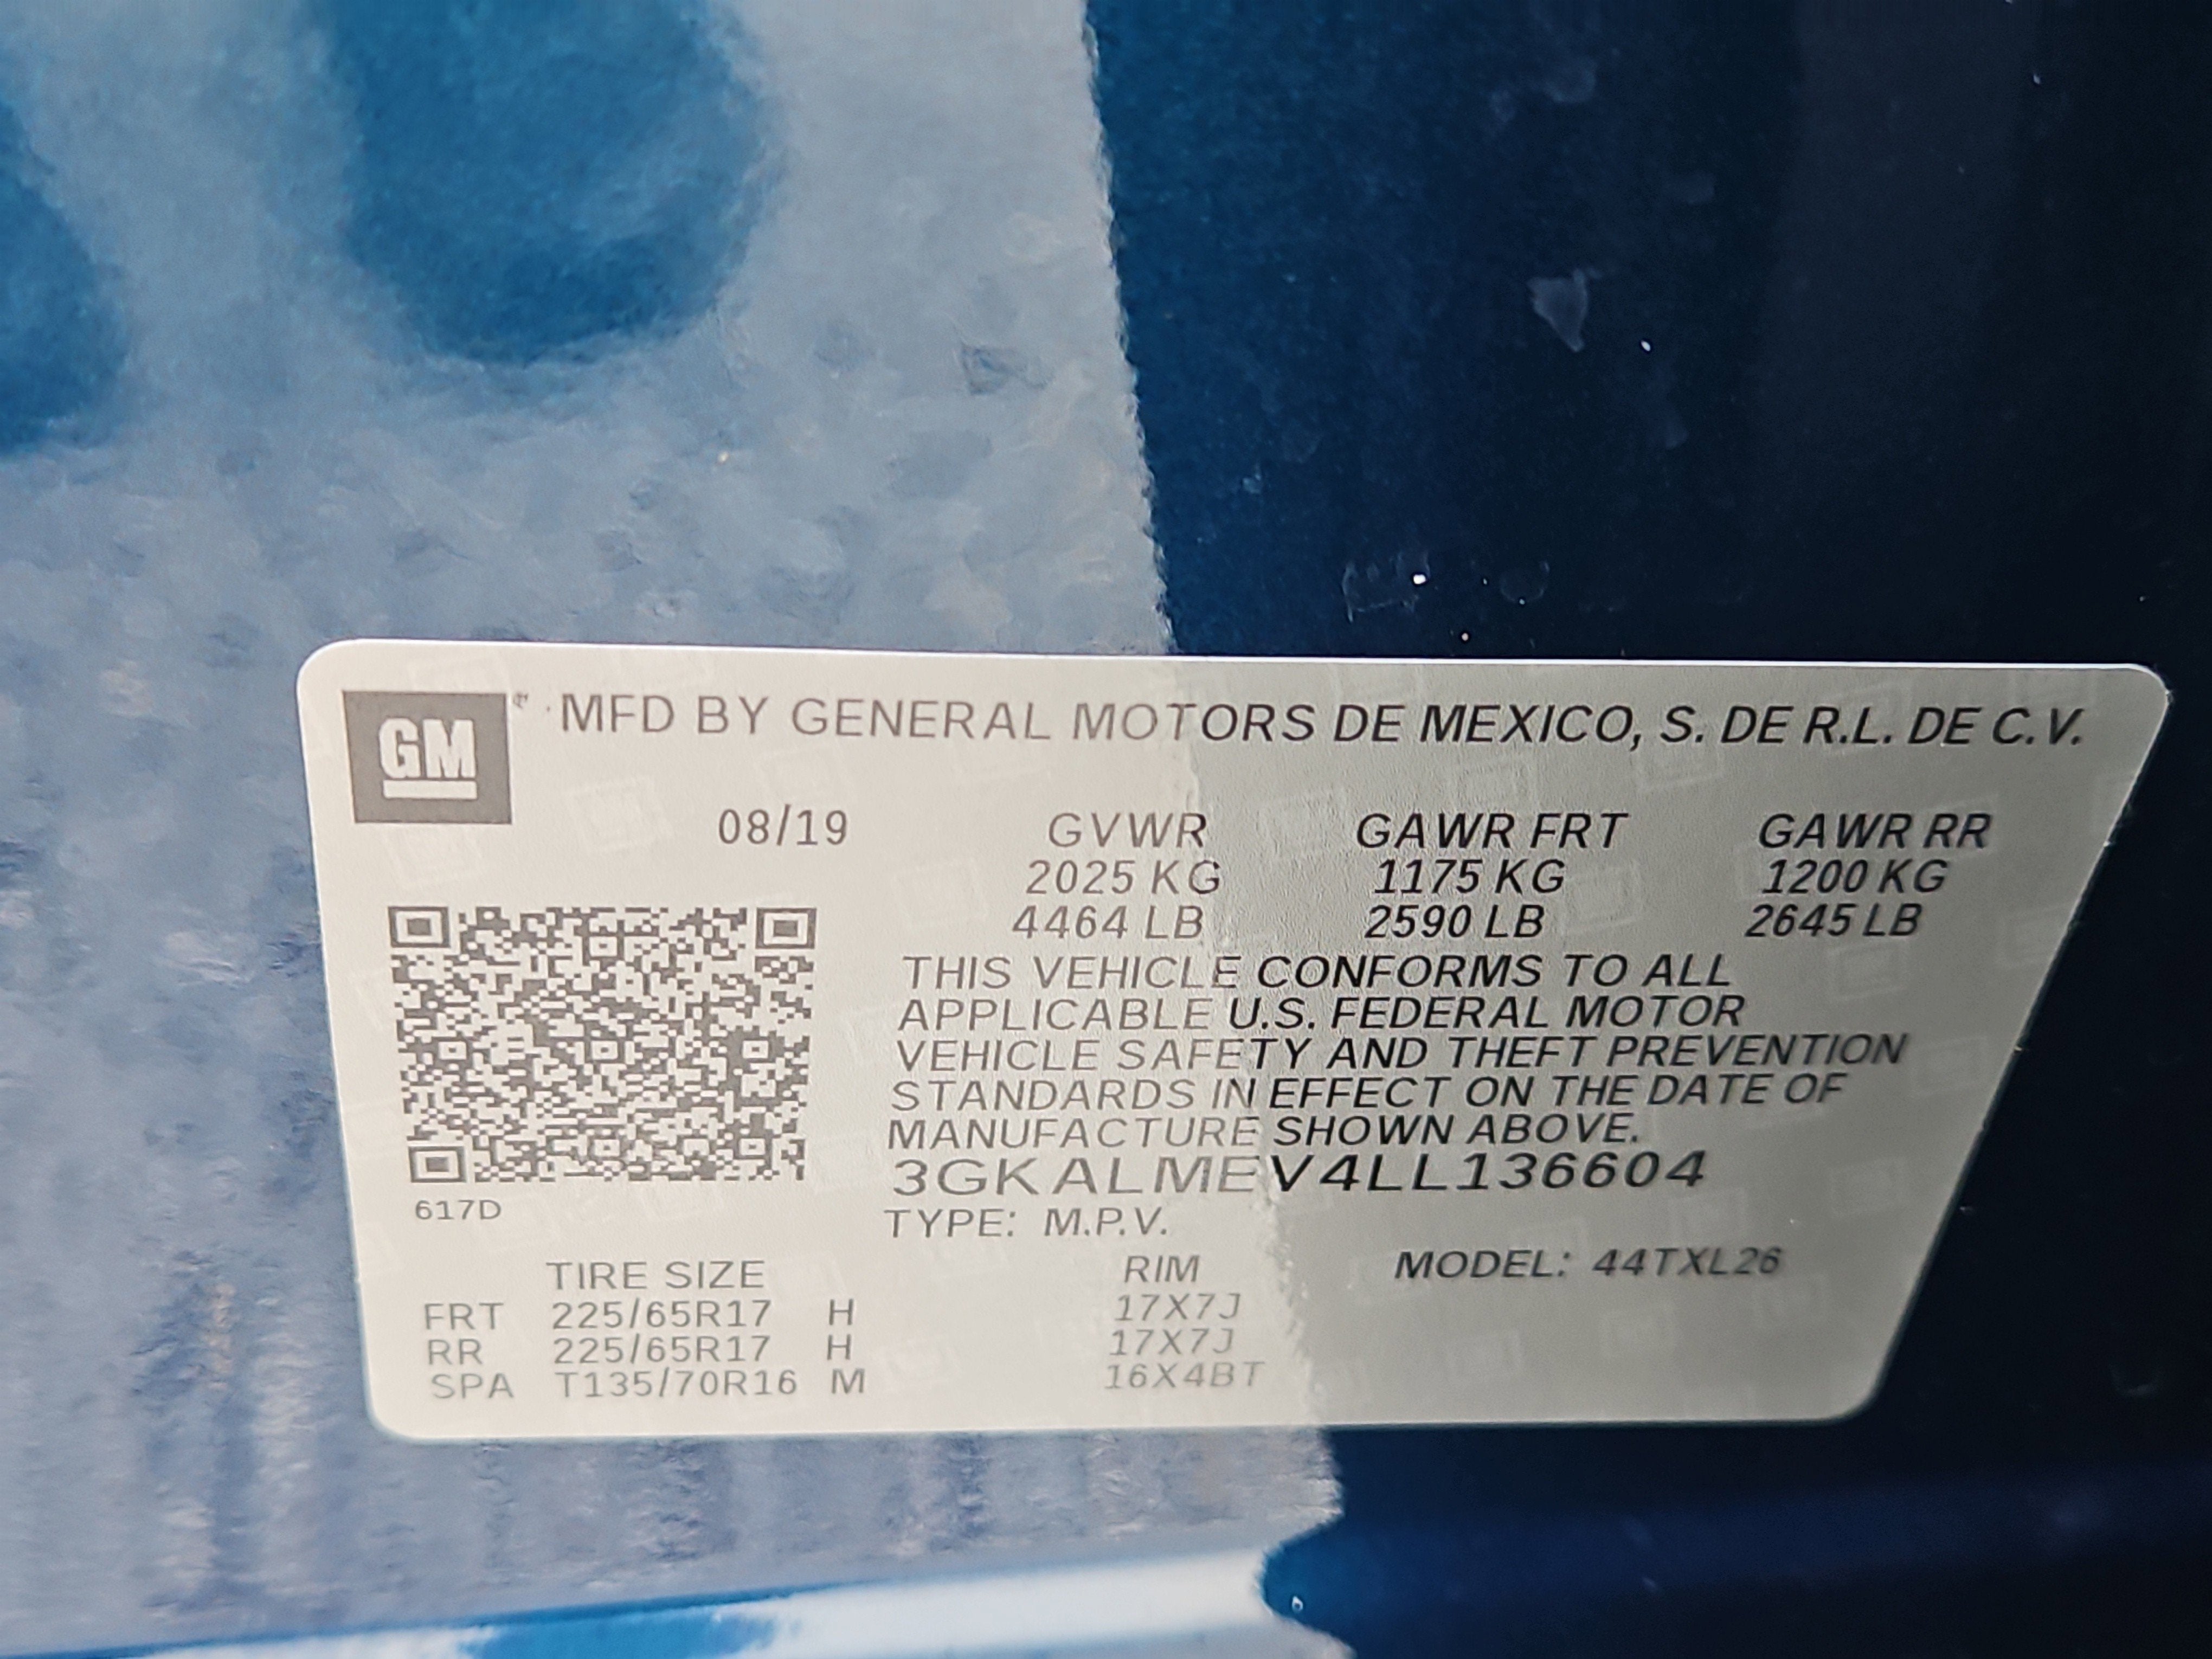 GM
MFD BY GENERAL MOTORS DE MEXICO, S. DE R.L. DE C.V.
08/19 GVWR GAWR FRT GAWR RR
2025 KG 1175 KG 1200 KG
4464 LB 2590 LB 2645 LB
THIS VEHICLE CONFORMS TO ALL
APPLICABLE U.S. FEDERAL MOTOR
VEHICLE SAFETY AND THEFT PREVENTION
STANDARDS IN EFFECT ON THE DATE OF
MANUFACTURE SHOWN ABOVE.
3GKALMEV4LL136604
617D
TYPE: M.P.V.
MODEL: 44TXL26
TIRE SIZE RIM
FRT 225/65R17 H 17X7J
RR 225/65R17 H 17X7J
SPA T135/70R16 M 16X4BT